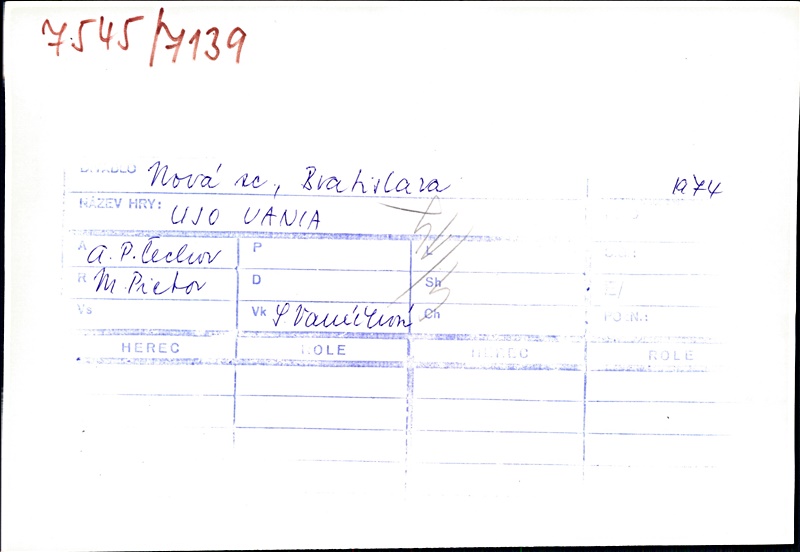 7545/7139
DIVADLO Nová sc, Bratislava 1974
NÁZEV HRY: UJO VANIA
A A. P. Čechov P L
R M. Pietor D Sh
Vs Vk Ch POZN.:
HEREC ROLE HEREC ROLE